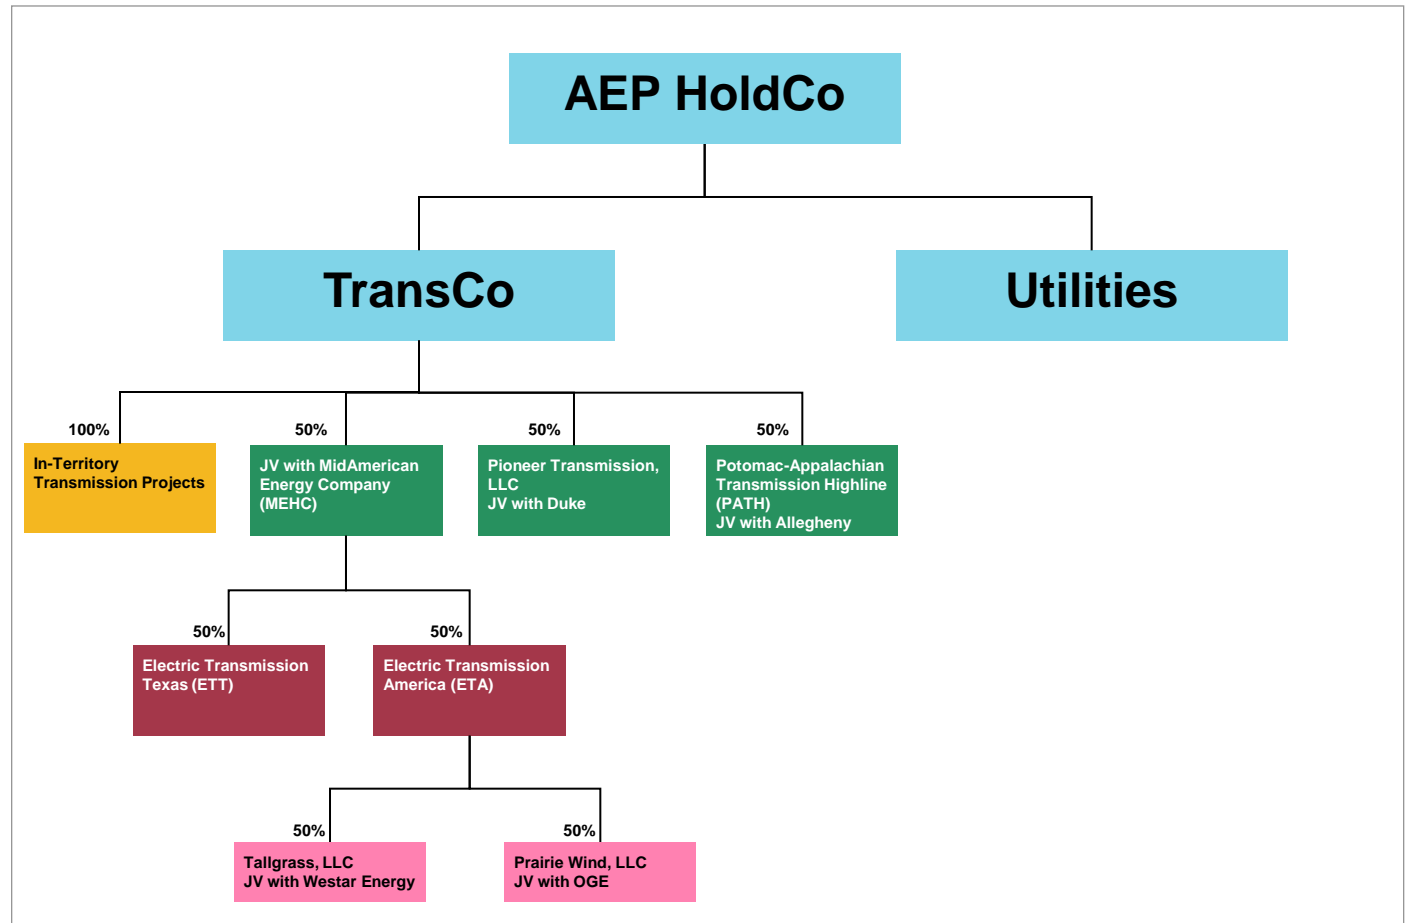 AEP HoldCo
TransCo
Utilities
100%
50%
50%
50%
In-Territory
Transmission Projects
JV with MidAmerican
Energy Company
(MEHC)
Pioneer Transmission,
LLC
JV with Duke
Potomac-Appalachian
Transmission Highline
(PATH)
JV with Allegheny
50%
50%
Electric Transmission
Texas (ETT)
Electric Transmission
America (ETA)
50%
50%
Tallgrass, LLC
JV with Westar Energy
Prairie Wind, LLC
JV with OGE